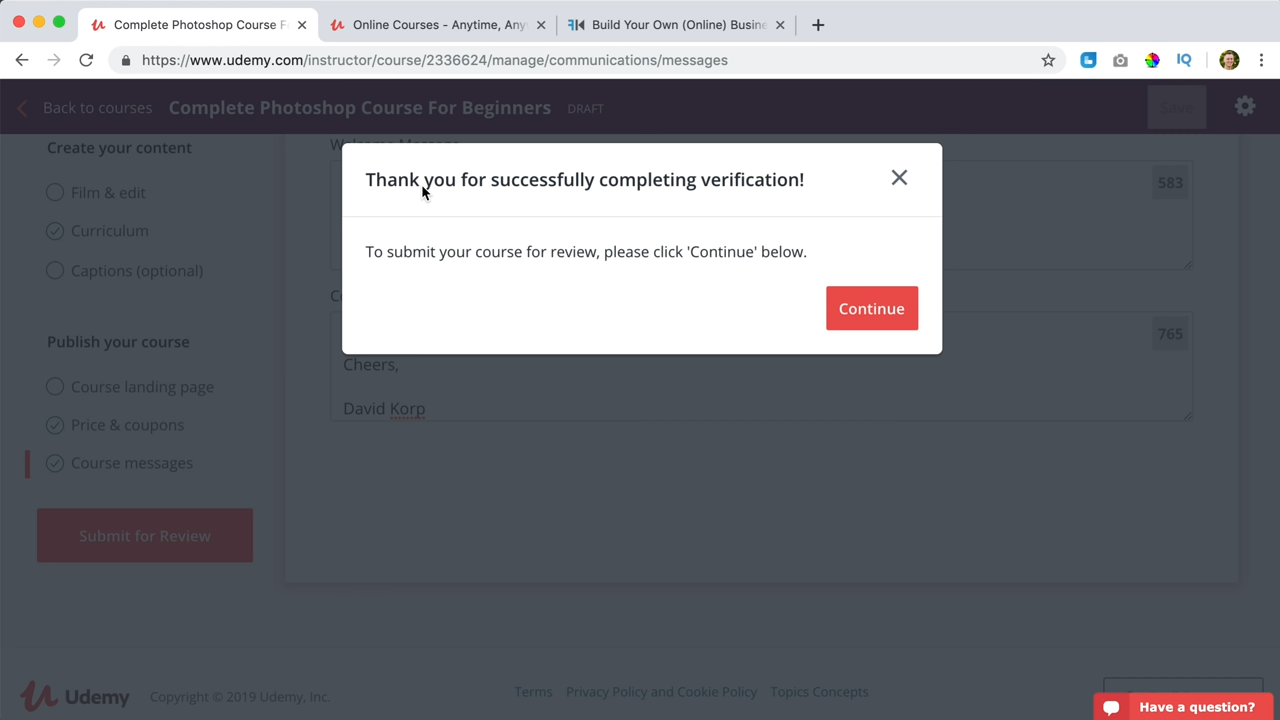 Complete Photoshop Course F
Online Courses - Anytime, Any
Build Your Own (Online) Busine
https://www.udemy.com/instructor/course/2336624/manage/communications/messages
IQ
Back to courses
Complete Photoshop Course For Beginners
DRAFT
Save
Create your content
Film & edit
Curriculum
Captions (optional)
Publish your course
Course landing page
Price & coupons
Course messages
Submit for Review
583
Thank you for successfully completing verification!
To submit your course for review, please click 'Continue' below.
Continue
765
Cheers,
David Korp
Udemy
Copyright © 2019 Udemy, Inc.
Terms
Privacy Policy and Cookie Policy
Topics Concepts
Have a question?